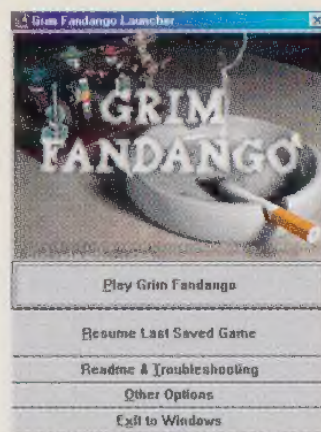 Grim Fandango Launcher
GRIM
FANDANGO
Play Grim Fandango
Resume Last Saved Game
Readme & Troubleshooting
Other Options
Exit to Windows